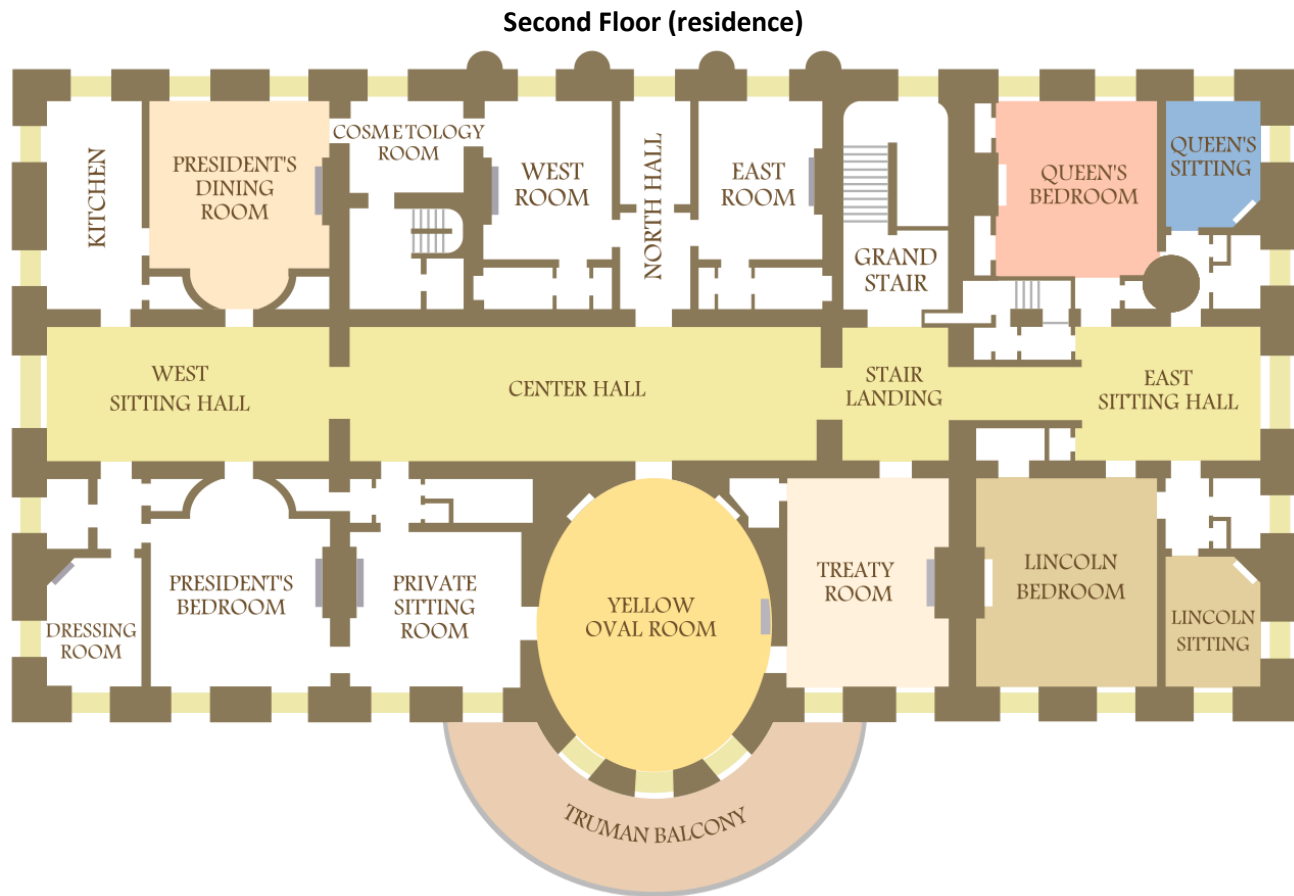 Second Floor (residence)
KITCHEN
PRESIDENT'S
DINING
ROOM
COSMETOLOGY
ROOM
WEST
ROOM
NORTH HALL
EAST
ROOM
GRAND
STAIR
QUEEN'S
BEDROOM
QUEEN'S
SITTING
WEST
SITTING HALL
CENTER HALL
STAIR
LANDING
EAST
SITTING HALL
DRESSING
ROOM
PRESIDENT'S
BEDROOM
PRIVATE
SITTING
ROOM
YELLOW
OVAL ROOM
TREATY
ROOM
LINCOLN
BEDROOM
LINCOLN
SITTING
TRUMAN BALCONY